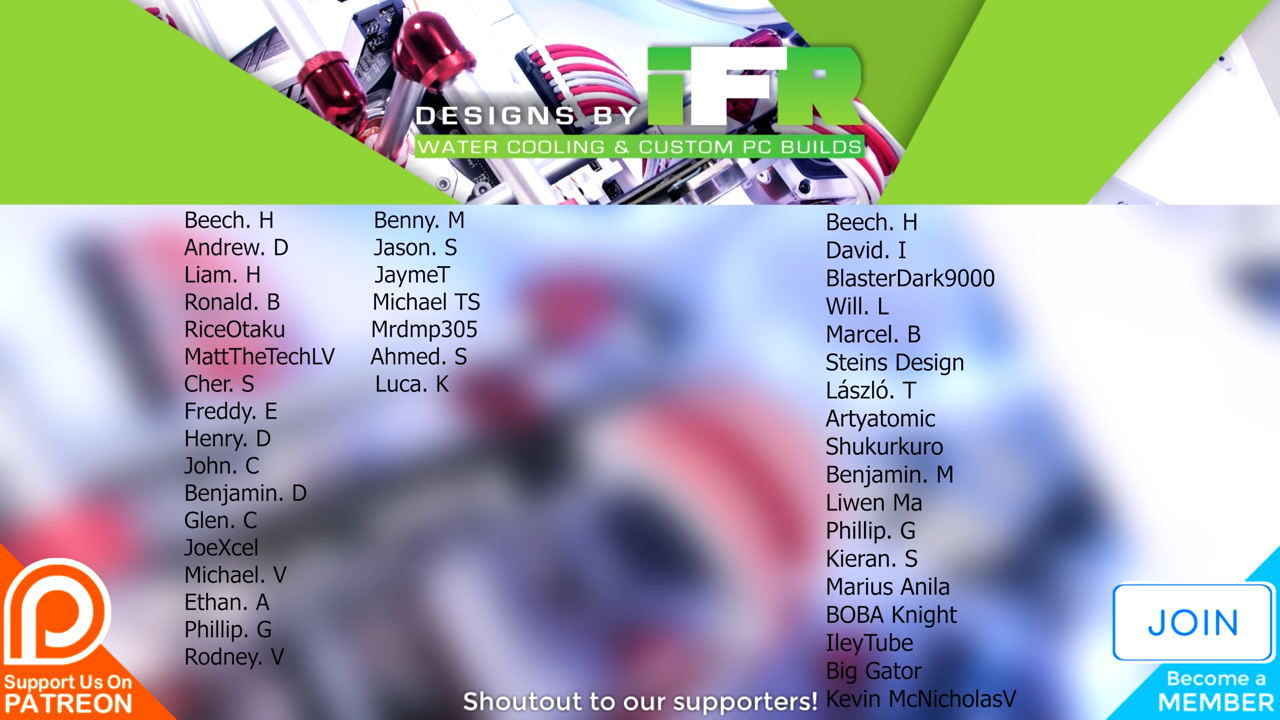 DESIGNS BY iFR
WATER COOLING & CUSTOM PC BUILDS
Beech. H
Andrew. D
Liam. H
Ronald. B
RiceOtaku
MattTheTechLV
Cher. S
Freddy. E
Henry. D
John. C
Benjamin. D
Glen. C
JoeXcel
Michael. V
Ethan. A
Phillip. G
Rodney. V
Benny. M
Jason. S
JaymeT
Michael TS
Mrdmp305
Ahmed. S
Luca. K
Beech. H
David. I
BlasterDark9000
Will. L
Marcel. B
Steins Design
László. T
Artyatomic
Shukurkuro
Benjamin. M
Liwen Ma
Phillip. G
Kieran. S
Marius Anila
BOBA Knight
IleyTube
Big Gator
Kevin McNicholasV
Support Us On
PATREON
Shoutout to our supporters!
JOIN
Become a
MEMBER